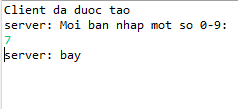 Client da duoc tao
server: Moi ban nhap mot so 0-9:
7
server: bay